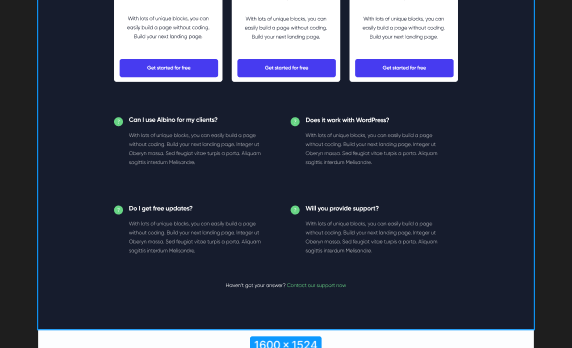 With lots of unique blocks, you can
easily build a page without coding.
Build your next landing page.
Get started for free
With lots of unique blocks, you can
easily build a page without coding.
Build your next landing page.
Get started for free
With lots of unique blocks, you can
easily build a page without coding.
Build your next landing page.
Get started for free
? Can I use Albino for my clients?
With lots of unique blocks, you can easily build a page
without coding. Build your next landing page. Integer ut
Oberyn massa. Sed feugiat vitae turpis a porta. Aliquam
sagittis interdum Melisandre.
? Does it work with WordPress?
With lots of unique blocks, you can easily build a page
without coding. Build your next landing page. Integer ut
Oberyn massa. Sed feugiat vitae turpis a porta. Aliquam
sagittis interdum Melisandre.
? Do I get free updates?
With lots of unique blocks, you can easily build a page
without coding. Build your next landing page. Integer ut
Oberyn massa. Sed feugiat vitae turpis a porta. Aliquam
sagittis interdum Melisandre.
? Will you provide support?
With lots of unique blocks, you can easily build a page
without coding. Build your next landing page. Integer ut
Oberyn massa. Sed feugiat vitae turpis a porta. Aliquam
sagittis interdum Melisandre.
Haven't got your answer? Contact our support now
1600 × 1524